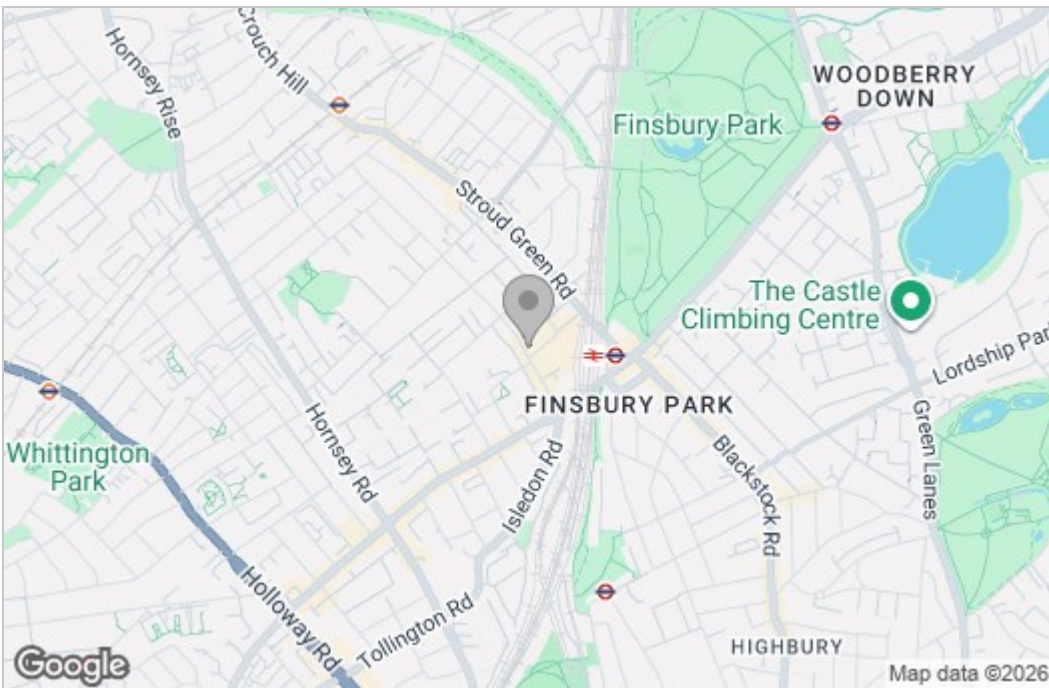 Crouch Hill
Hornsey Rise
WOODBERRY
DOWN
Finsbury Park
Stroud Green Rd
The Castle
Climbing Centre
Lordship Par
FINSBURY PARK
Whittington
Park
Hornsey Rd
Isledon Rd
Blackstock Rd
Green Lanes
Holloway Rd
Tollington Rd
HIGHBURY
Google
Map data ©2026